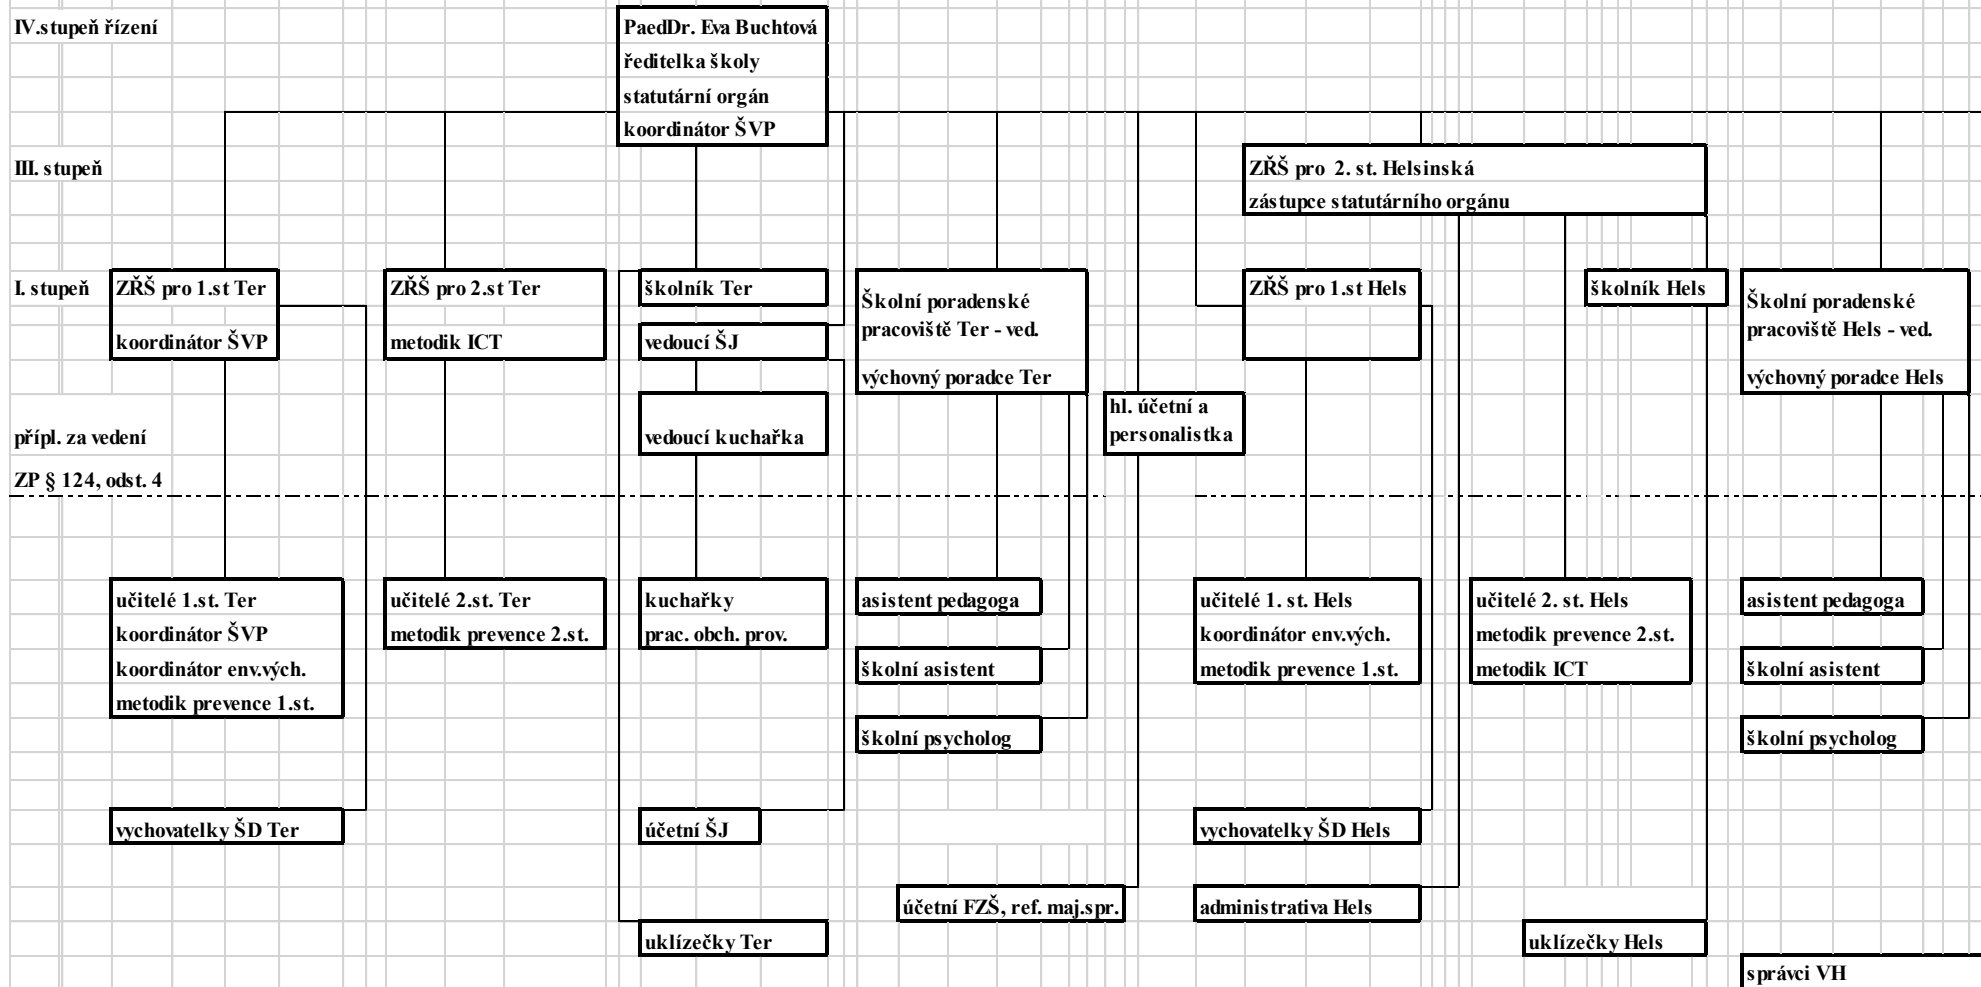 IV.stupeň řízení
PaedDr. Eva Buchtová
ředitelka školy
statutární orgán
koordinátor ŠVP
III. stupeň
ZŘŠ pro 2. st. Helsinská
zástupce statutárního orgánu
I. stupeň
ZŘŠ pro 1.st Ter
koordinátor ŠVP
ZŘŠ pro 2.st Ter
metodik ICT
školník Ter
vedoucí ŠJ
vedoucí kuchařka
Školní poradenské
pracoviště Ter - ved.
výchovný poradce Ter
hl. účetní a
personalistka
ZŘŠ pro 1.st Hels
školník Hels
Školní poradenské
pracoviště Hels - ved.
výchovný poradce Hels
přípl. za vedení
ZP § 124, odst. 4
učitelé 1.st. Ter
koordinátor ŠVP
koordinátor env.vých.
metodik prevence 1.st.
učitelé 2.st. Ter
metodik prevence 2.st.
kuchařky
prac. obch. prov.
asistent pedagoga
školní asistent
školní psycholog
učitelé 1. st. Hels
koordinátor env.vých.
metodik prevence 1.st.
učitelé 2. st. Hels
metodik prevence 2.st.
metodik ICT
asistent pedagoga
školní asistent
školní psycholog
vychovatelky ŠD Ter
účetní ŠJ
vychovatelky ŠD Hels
účetní FZŠ, ref. maj.spr.
administrativa Hels
uklízečky Ter
uklízečky Hels
správci VH